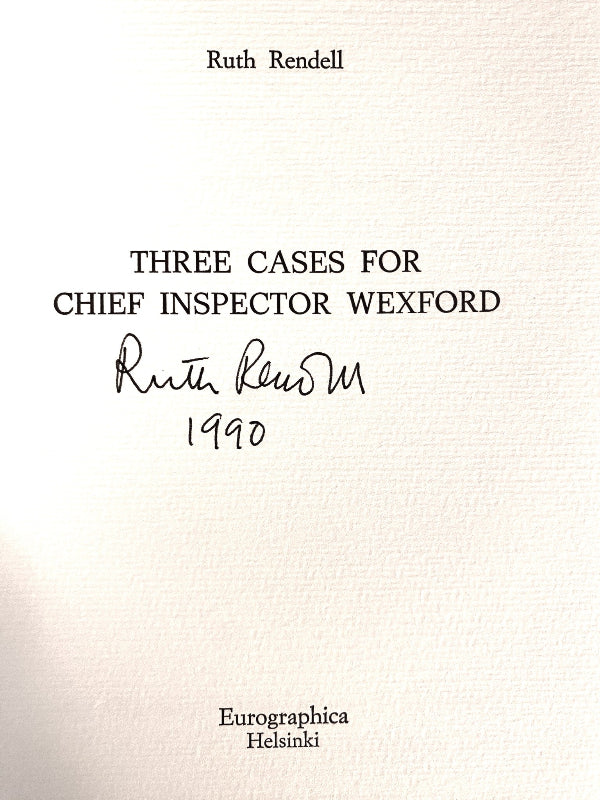 Ruth Rendell
THREE CASES FOR
CHIEF INSPECTOR WEXFORD
Ruth Rendell
1990
Eurographica
Helsinki